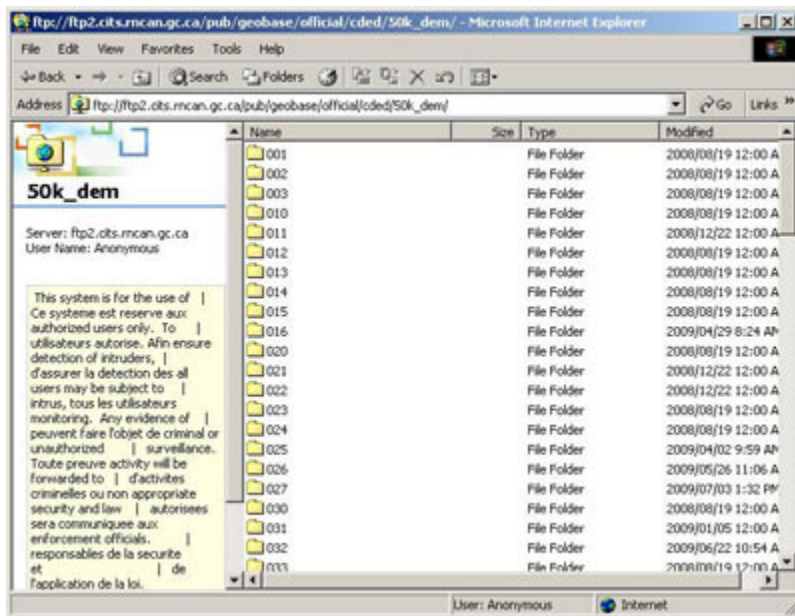 ftp://ftp2.cits.rncan.gc.ca/pub/geobase/official/cded/50k_dem/ - Microsoft Internet Explorer
File Edit View Favorites Tools Help
Back Search Folders
Address ftp://ftp2.cits.rncan.gc.ca/pub/geobase/official/cded/50k_dem/ Go Links »
Name Size Type Modified
001 File Folder 2008/08/19 12:00 A
002 File Folder 2008/08/19 12:00 A
003 File Folder 2008/08/19 12:00 A
010 File Folder 2008/08/19 12:00 A
011 File Folder 2008/12/22 12:00 A
012 File Folder 2008/08/19 12:00 A
013 File Folder 2008/08/19 12:00 A
014 File Folder 2008/08/19 12:00 A
015 File Folder 2008/08/19 12:00 A
016 File Folder 2009/04/29 8:24 AM
020 File Folder 2008/08/19 12:00 A
021 File Folder 2008/12/22 12:00 A
022 File Folder 2008/12/22 12:00 A
023 File Folder 2008/08/19 12:00 A
024 File Folder 2008/08/19 12:00 A
025 File Folder 2009/04/02 9:59 AM
026 File Folder 2009/05/26 11:06 A
027 File Folder 2009/07/03 1:32 PM
030 File Folder 2008/08/19 12:00 A
031 File Folder 2009/01/05 12:00 A
032 File Folder 2009/06/22 10:54 A
033 File Folder 2008/08/19 12:00 A
50k_dem
Server: ftp2.cits.rncan.gc.ca
User Name: Anonymous
This system is for the use of |
Ce systeme est reserve aux
authorized users only. To |
utilisateurs autorise. Afin ensure
detection of intruders, |
d'assurer la detection des all
users may be subject to |
intrus, tous les utilisateurs
monitoring. Any evidence of |
peuvent faire l'objet de criminal or
unauthorized | surveillance.
Toute preuve activity will be
forwarded to | d'activites
criminelles ou non appropriate
security and law | autorisees
sera communiquee aux
enforcement officials. |
responsables de la securite
et | de
l'application de la loi.
User: Anonymous Internet